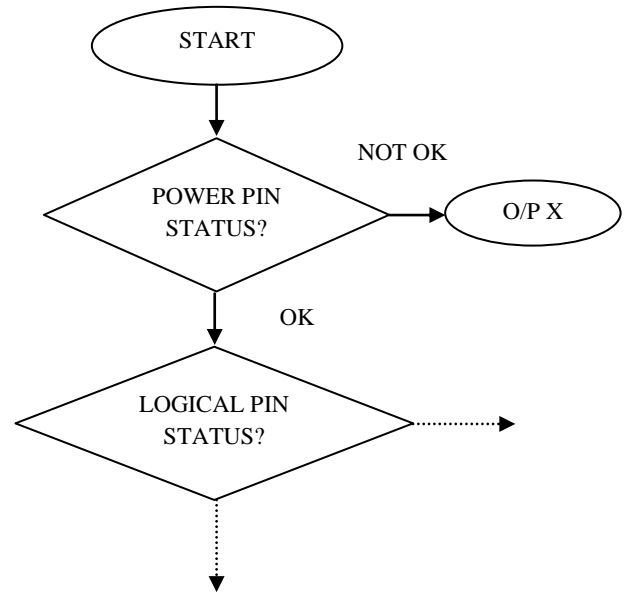 START
NOT OK
POWER PIN
STATUS?
O/P X
OK
LOGICAL PIN
STATUS?